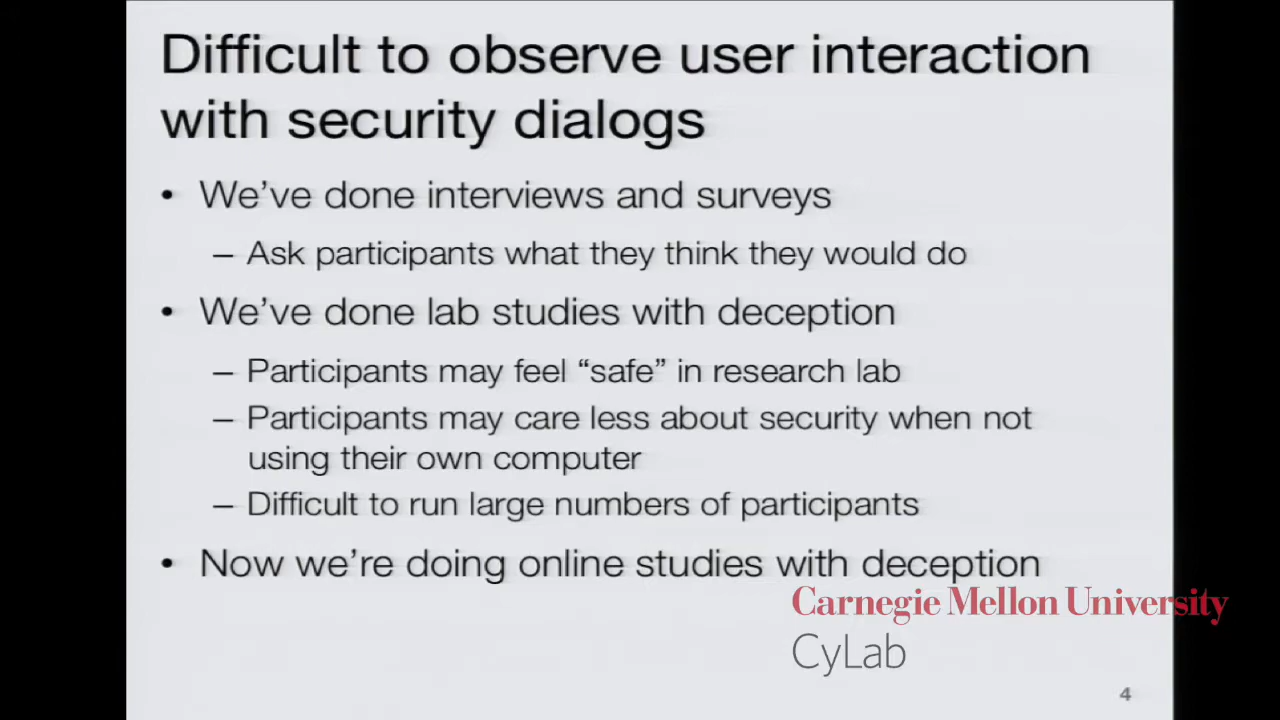 Difficult to observe user interaction
with security dialogs
• We’ve done interviews and surveys
– Ask participants what they think they would do
• We’ve done lab studies with deception
– Participants may feel “safe” in research lab
– Participants may care less about security when not
using their own computer
– Difficult to run large numbers of participants
• Now we’re doing online studies with deception
Carnegie Mellon University
CyLab
4